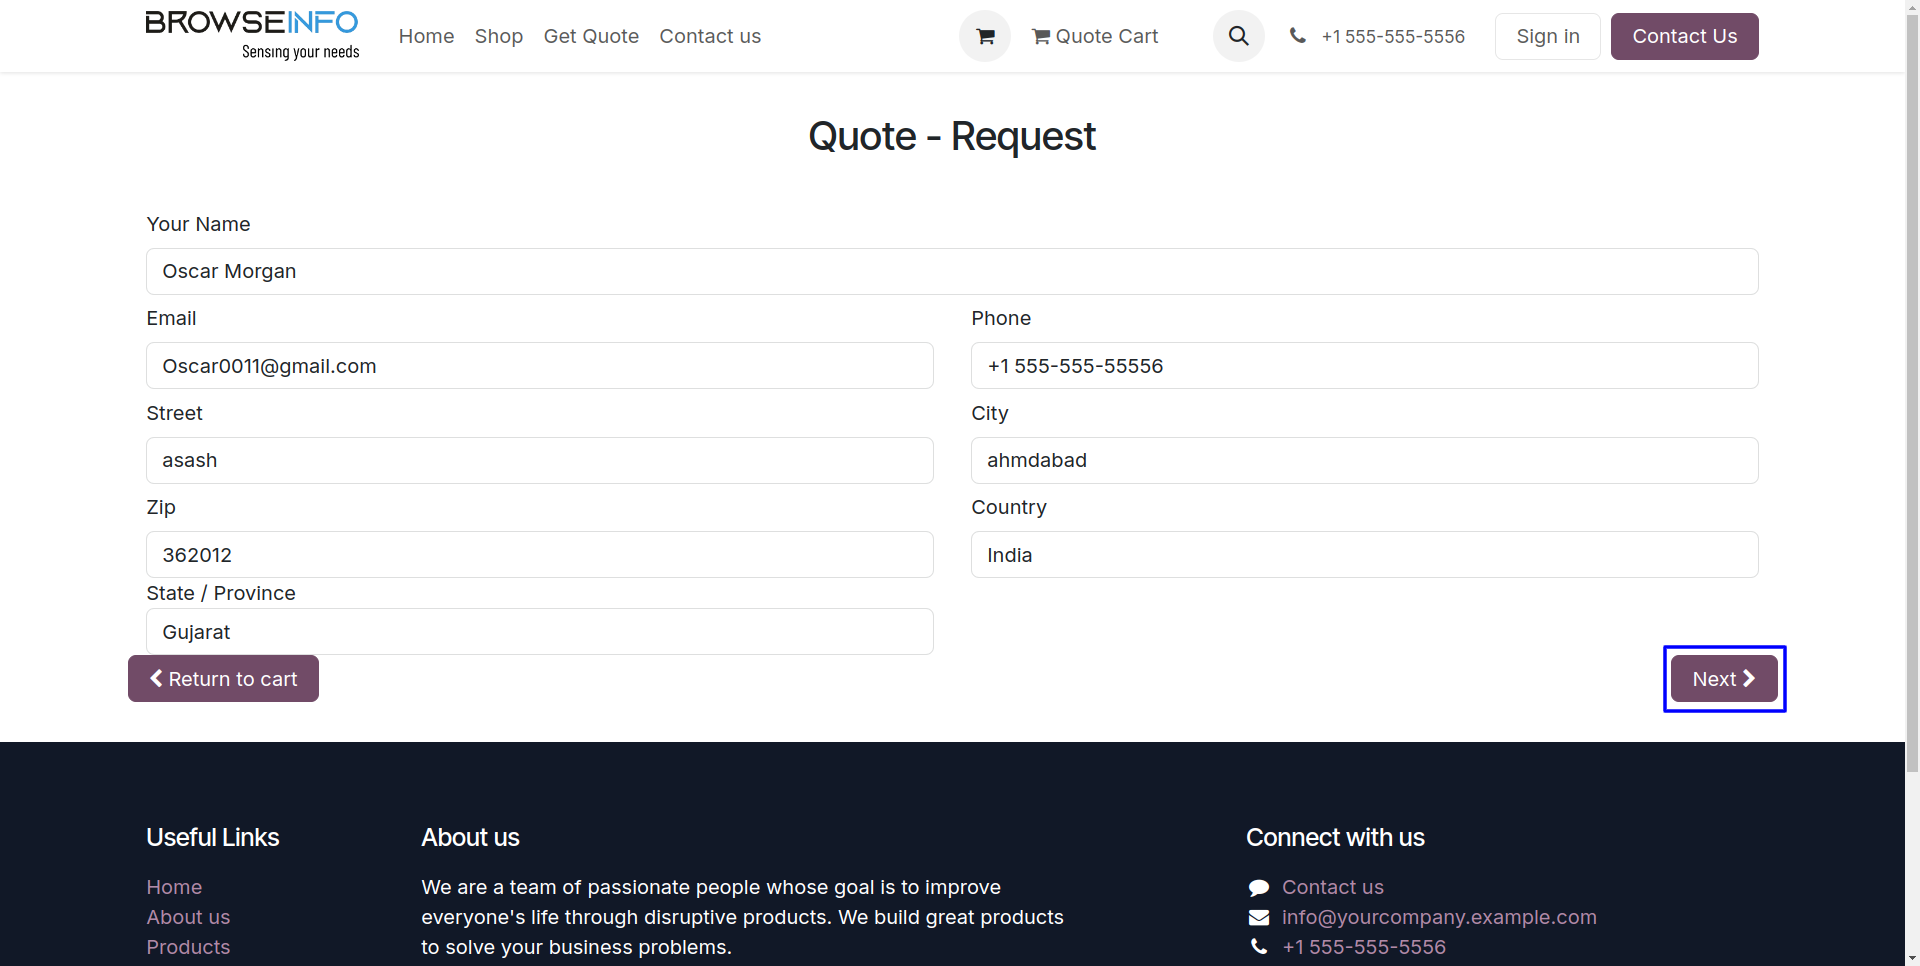 BROWSEINFO
Sensing your needs
Home Shop Get Quote Contact us Quote Cart +1 555-555-5556 Sign in Contact Us
Quote - Request
Your Name
Oscar Morgan
Email Phone
Oscar0011@gmail.com +1 555-555-55556
Street City
asash ahmdabad
Zip Country
362012 India
State / Province
Gujarat
Return to cart Next
Useful Links About us Connect with us
Home We are a team of passionate people whose goal is to improve Contact us
About us everyone's life through disruptive products. We build great products info@yourcompany.example.com
Products to solve your business problems. +1 555-555-5556